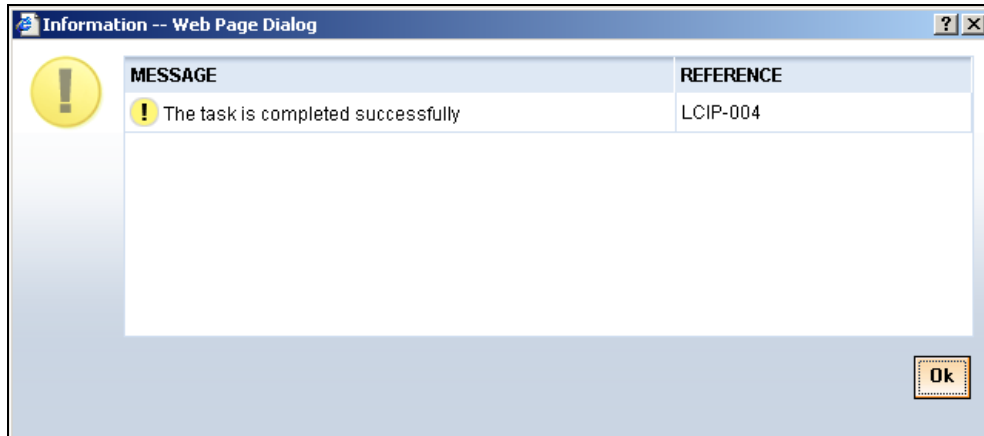 Information -- Web Page Dialog
? X
MESSAGE REFERENCE
! The task is completed successfully LCIP-004
Ok